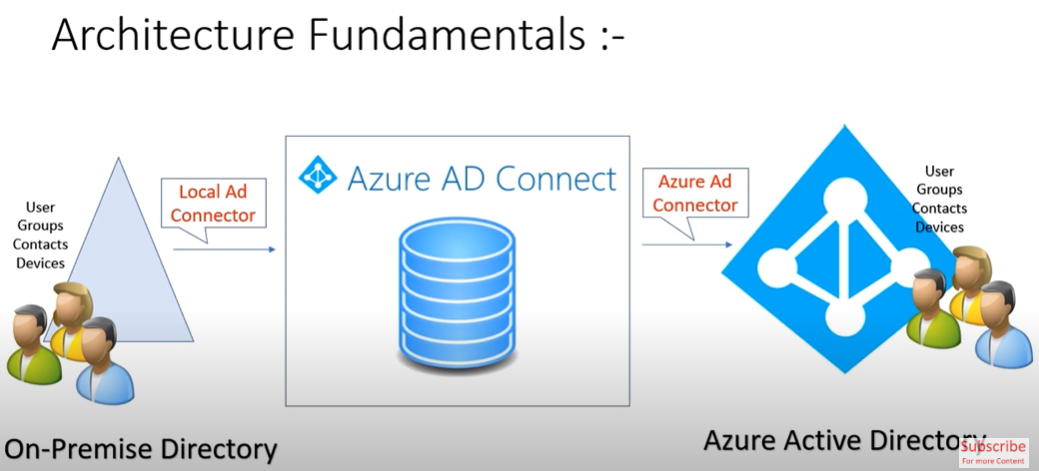 Architecture Fundamentals :-
User
Groups
Contacts
Devices
Local Ad
Connector
Azure AD Connect
Azure Ad
Connector
User
Groups
Contacts
Devices
On-Premise Directory
Azure Active Directory
Subscribe
For more Content